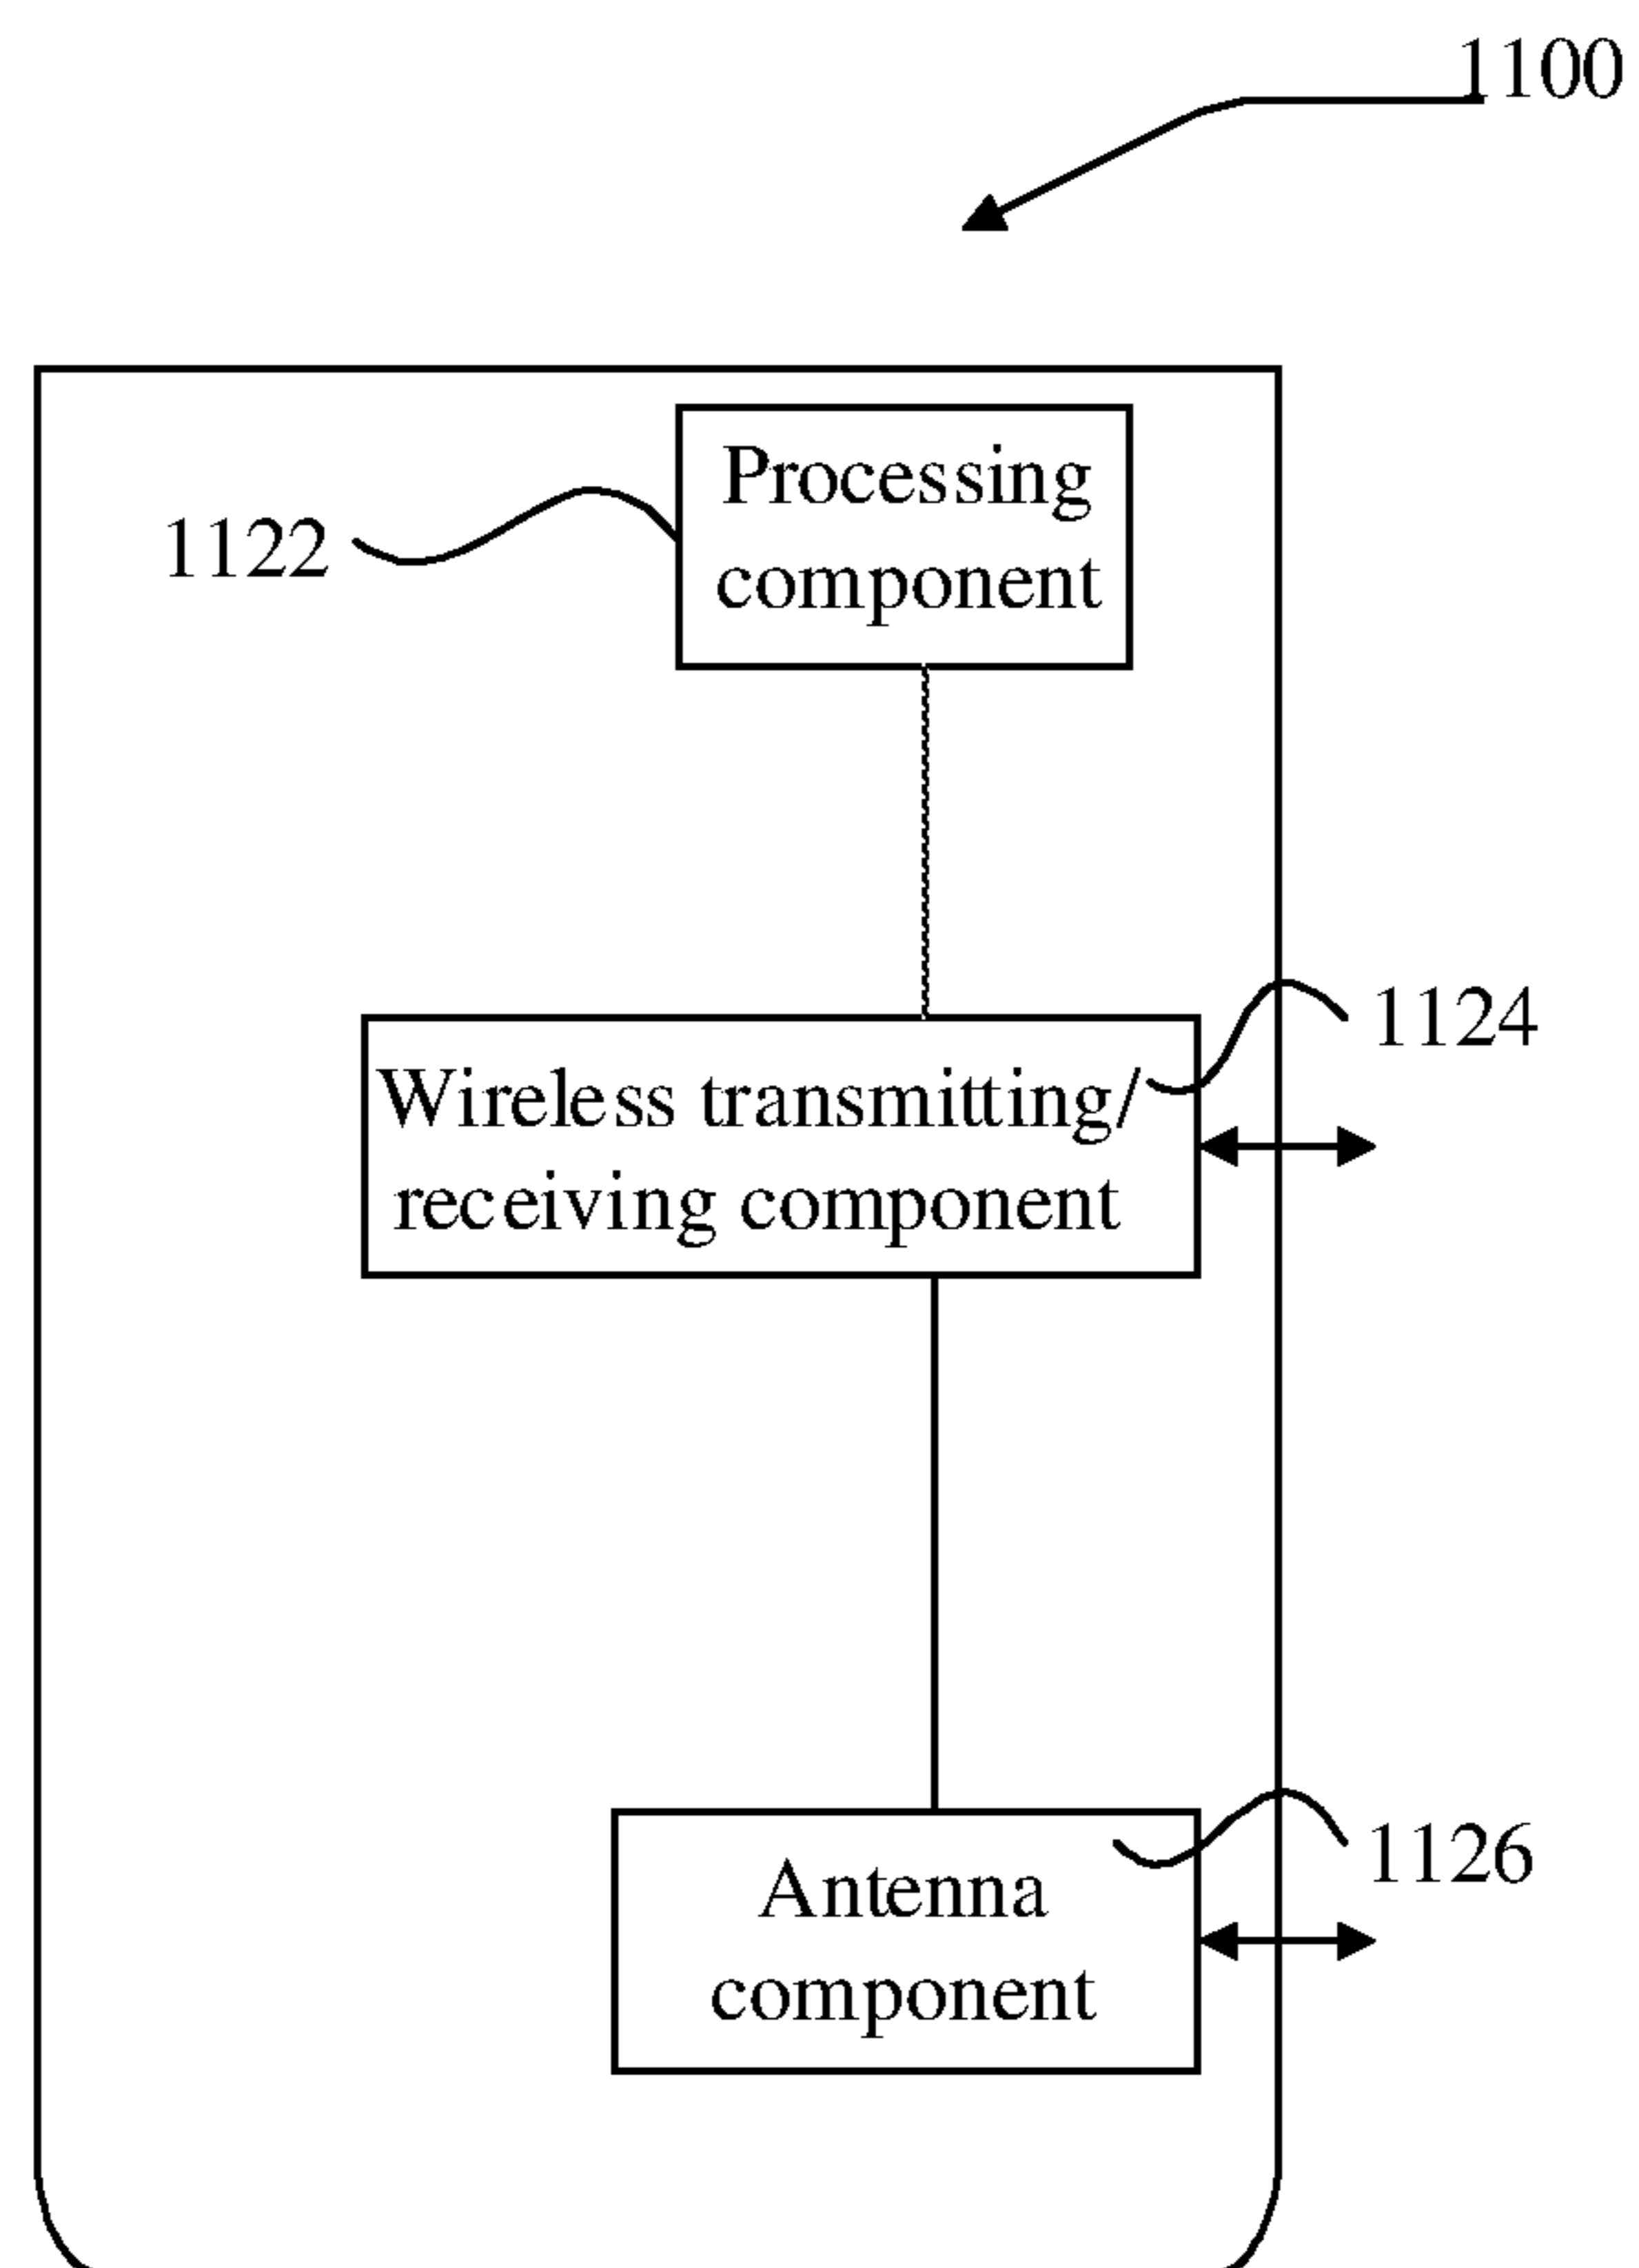 1100
Processing
component
1122
1124
Wireless transmitting/
receiving component
1126
Antenna
component